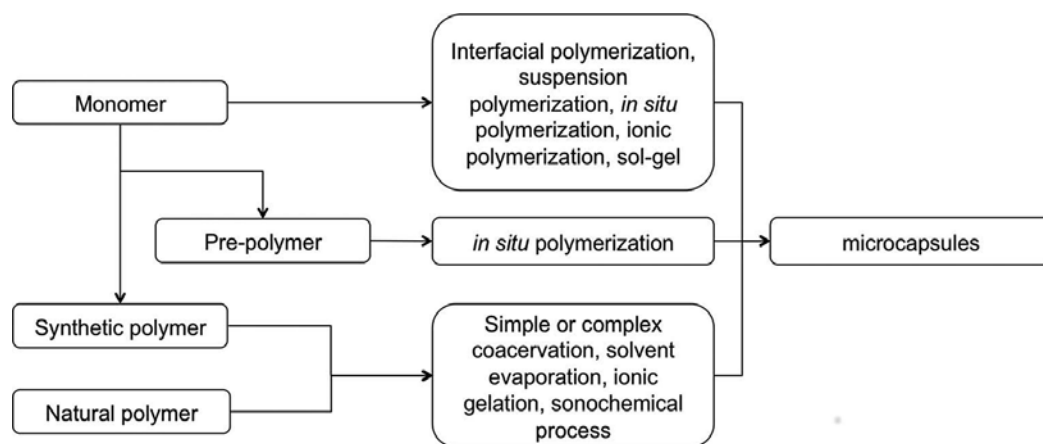 Interfacial polymerization,
suspension
polymerization, in situ
polymerization, ionic
polymerization, sol-gel
Monomer
Pre-polymer
in situ polymerization
microcapsules
Synthetic polymer
Natural polymer
Simple or complex
coacervation, solvent
evaporation, ionic
gelation, sonochemical
process